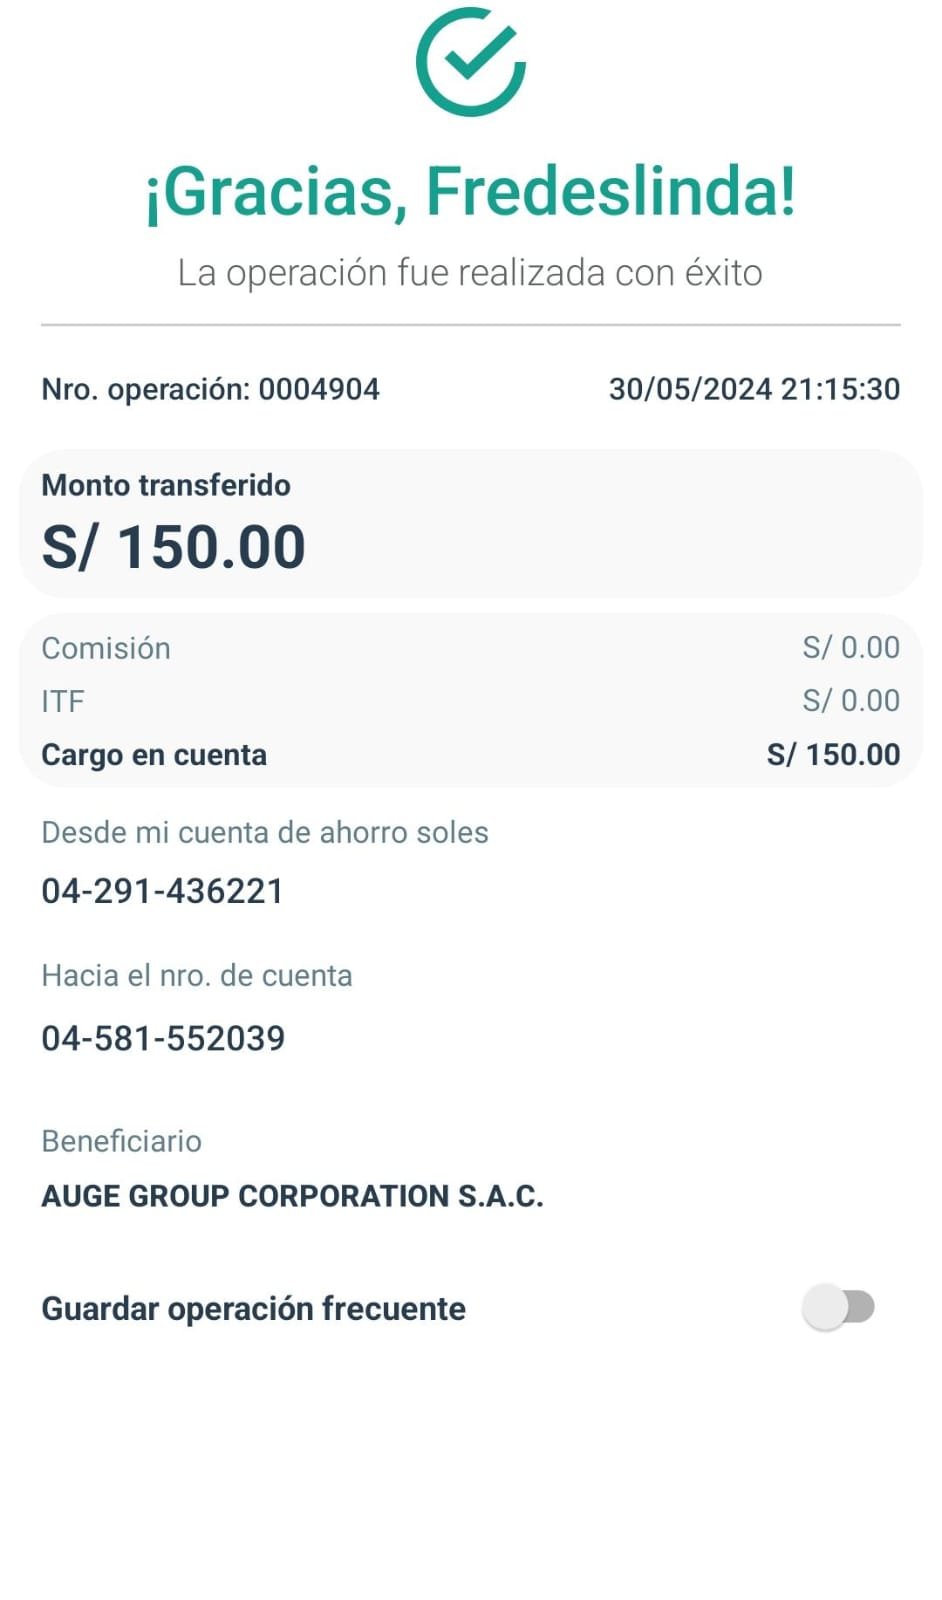 ¡Gracias, Fredeslinda!
La operación fue realizada con éxito
Nro. operación: 0004904 30/05/2024 21:15:30
Monto transferido
S/ 150.00
Comisión S/ 0.00
ITF S/ 0.00
Cargo en cuenta S/ 150.00
Desde mi cuenta de ahorro soles
04-291-436221
Hacia el nro. de cuenta
04-581-552039
Beneficiario
AUGE GROUP CORPORATION S.A.C.
Guardar operación frecuente